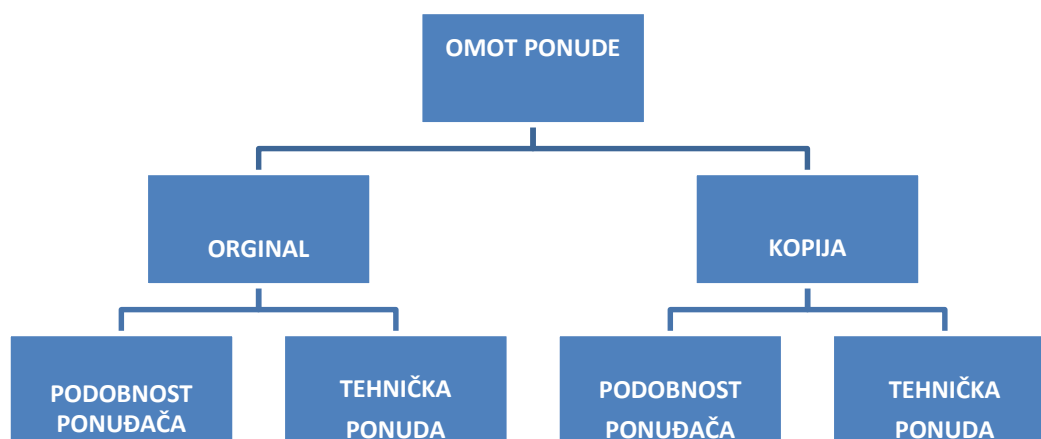 OMOT PONUDE
ORGINAL
KOPIJA
PODOBNOST
PONUĐAČA
TEHNIČKA
PONUDA
PODOBNOST
PONUĐAČA
TEHNIČKA
PONUDA